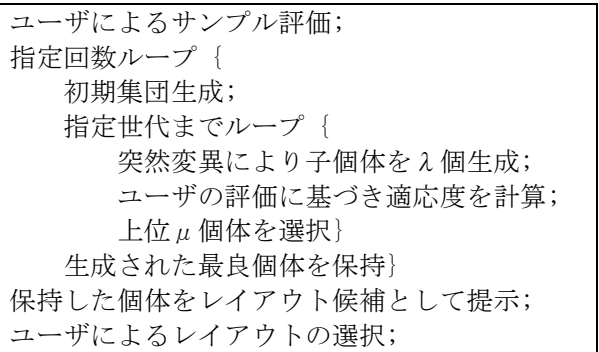 ユーザによるサンプル評価;
指定回数ループ {
初期集団生成;
指定世代までループ {
突然変異により子個体をλ個生成;
ユーザの評価に基づき適応度を計算;
上位μ個体を選択}
生成された最良個体を保持}
保持した個体をレイアウト候補として提示;
ユーザによるレイアウトの選択;